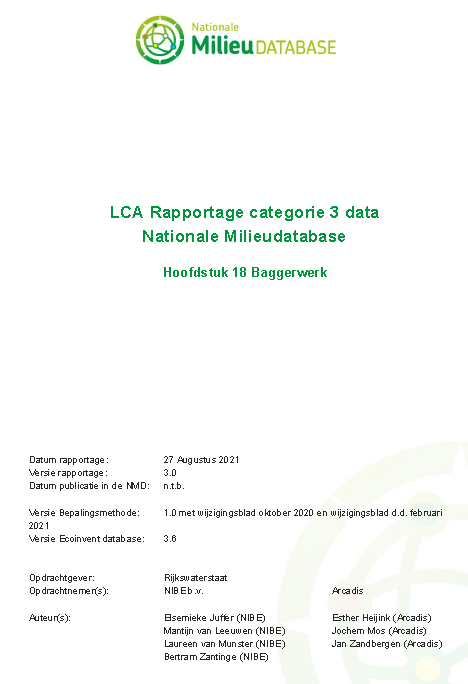 Nationale
MilieuDATABASE
LCA Rapportage categorie 3 data
Nationale Milieudatabase
Hoofdstuk 18 Baggerwerk
Datum rapportage: 27 Augustus 2021
Versie rapportage: 3.0
Datum publicatie in de NMD: n.t.b.
Versie Bepalingsmethode: 1.0 met wijzigingsblad oktober 2020 en wijzigingsblad d.d. februari
2021
Versie Ecoinvent database: 3.6
Opdrachtgever: Rijkswaterstaat
Opdrachtnemer(s): NIBE b.v. Arcadis
Auteur(s): Elsemieke Juffer (NIBE) Esther Heijink (Arcadis)
Mantijn van Leeuwen (NIBE) Jochem Mos (Arcadis)
Laureen van Munster (NIBE) Jan Zandbergen (Arcadis)
Bertram Zantinge (NIBE)